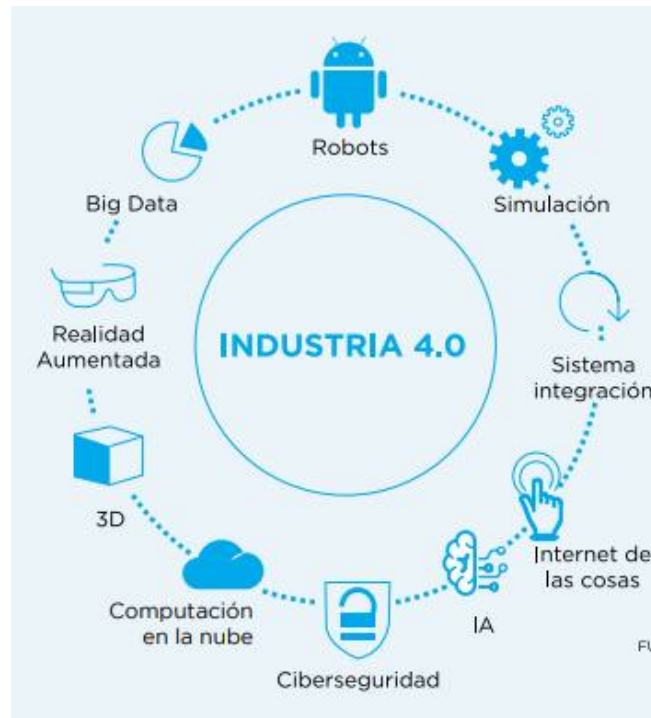 Robots
Simulación
Sistema
integración
Internet de
las cosas
IA
Ciberseguridad
Computación
en la nube
3D
Realidad
Aumentada
Big Data
INDUSTRIA 4.0